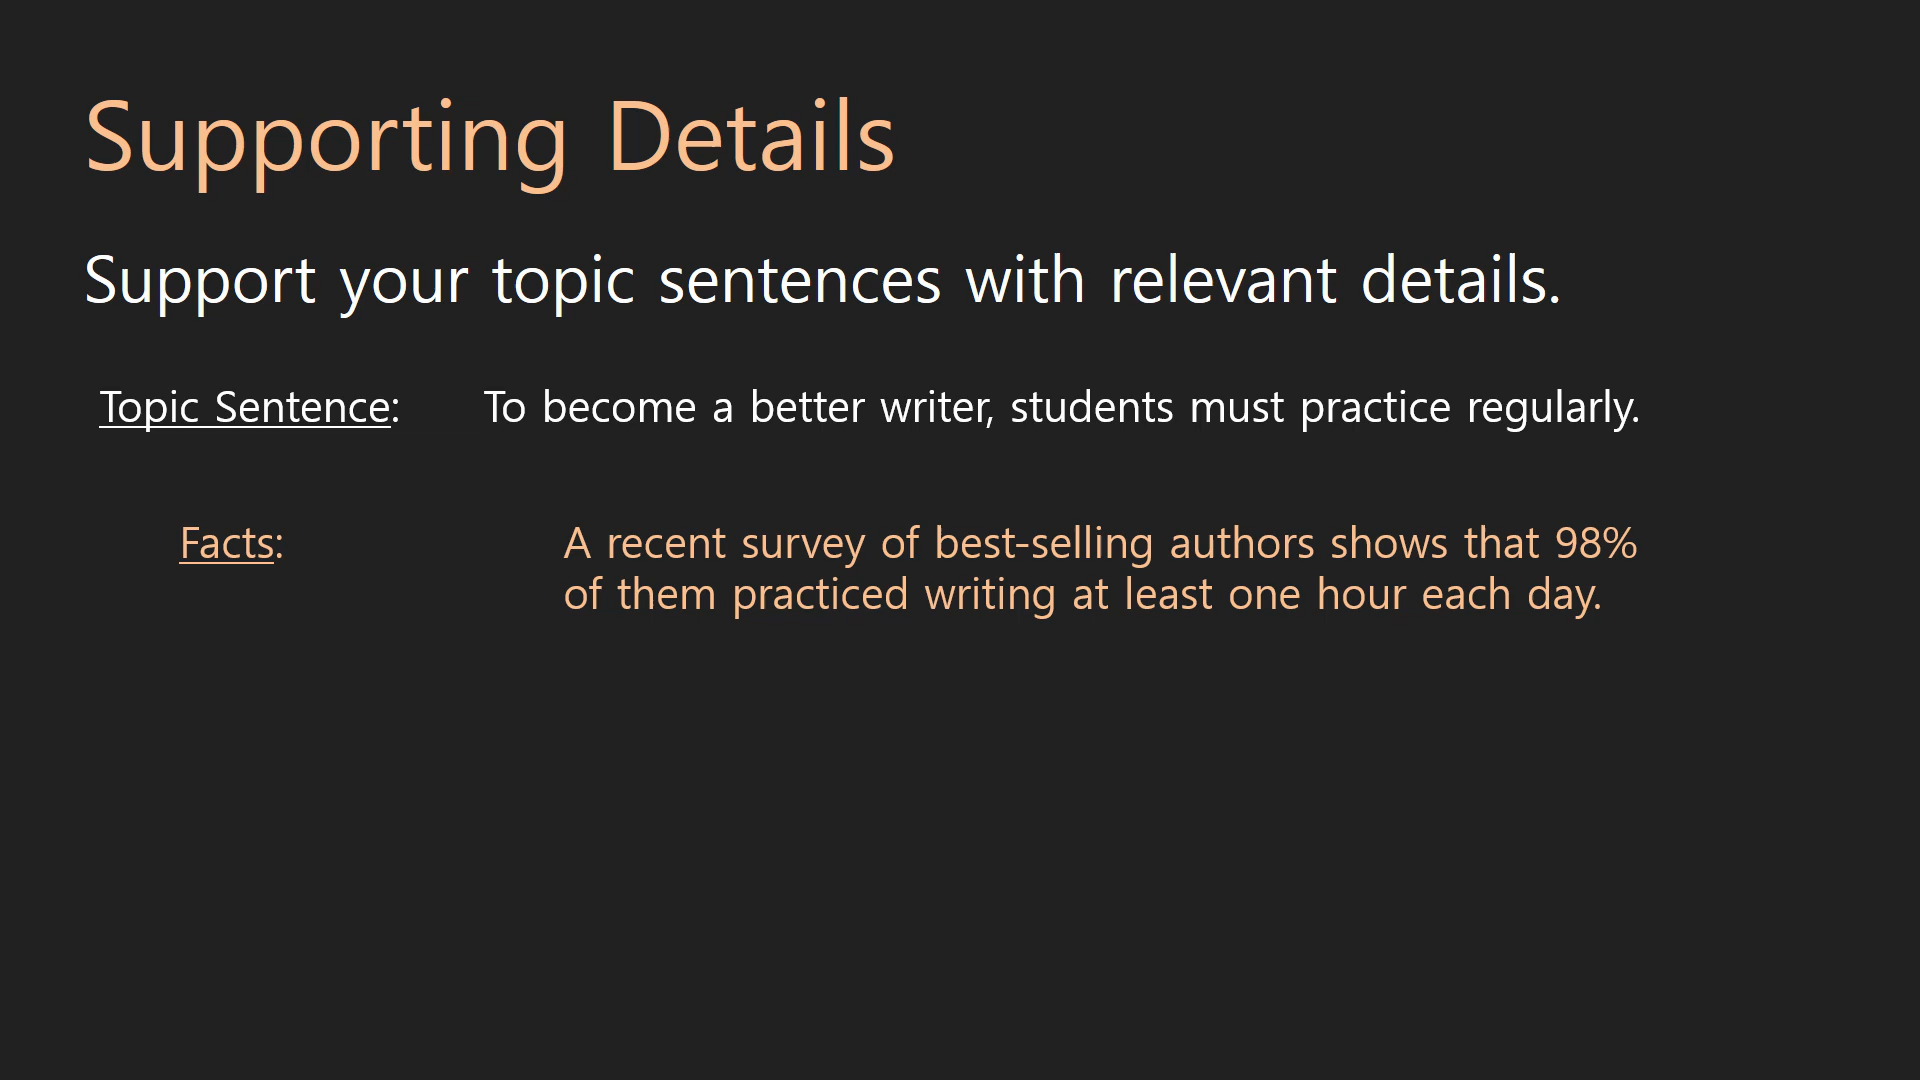 Supporting Details
Support your topic sentences with relevant details.
Topic Sentence: To become a better writer, students must practice regularly.
Facts: A recent survey of best-selling authors shows that 98%
of them practiced writing at least one hour each day.